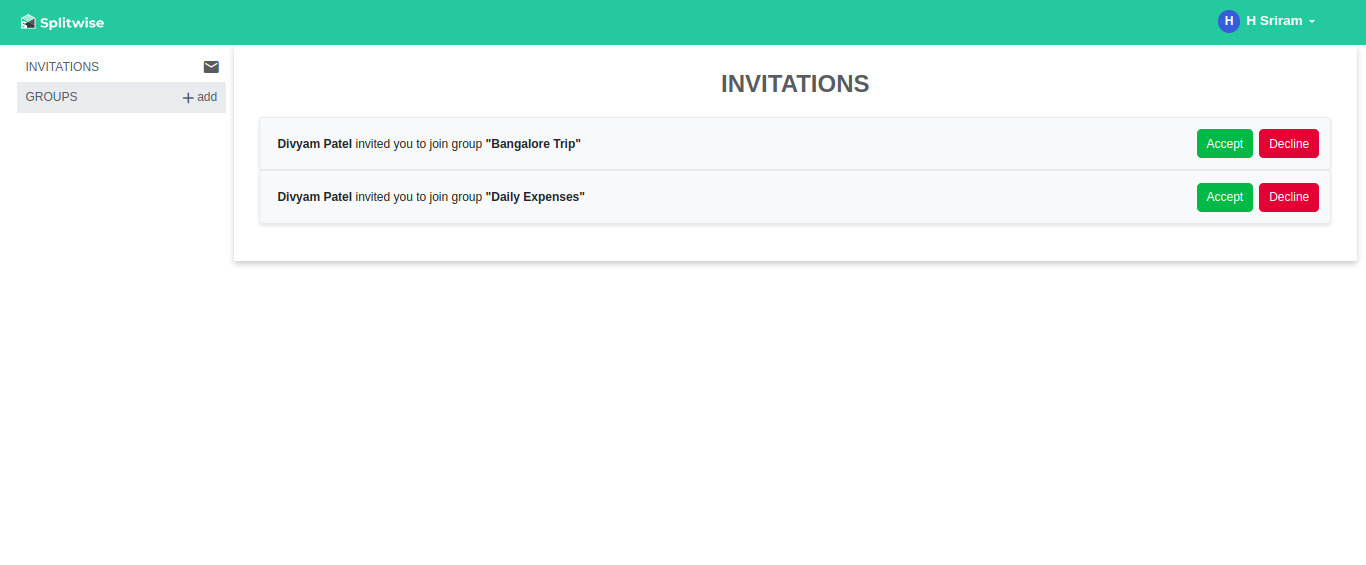 Splitwise
H H Sriram
INVITATIONS
GROUPS + add
INVITATIONS
Divyam Patel invited you to join group "Bangalore Trip" Accept Decline
Divyam Patel invited you to join group "Daily Expenses" Accept Decline